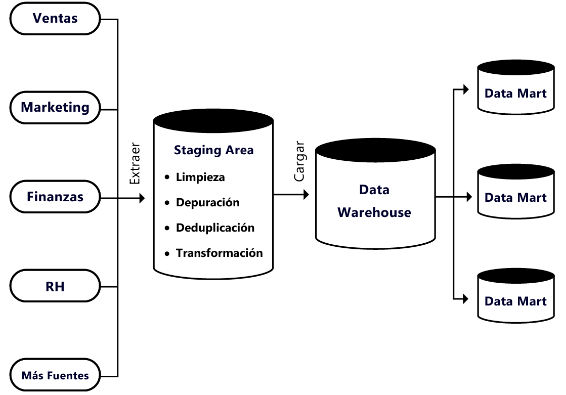 Ventas
Marketing
Finanzas
RH
Más Fuentes
Extraer
Staging Area
• Limpieza
• Depuración
• Deduplicación
• Transformación
Cargar
Data
Warehouse
Data Mart
Data Mart
Data Mart